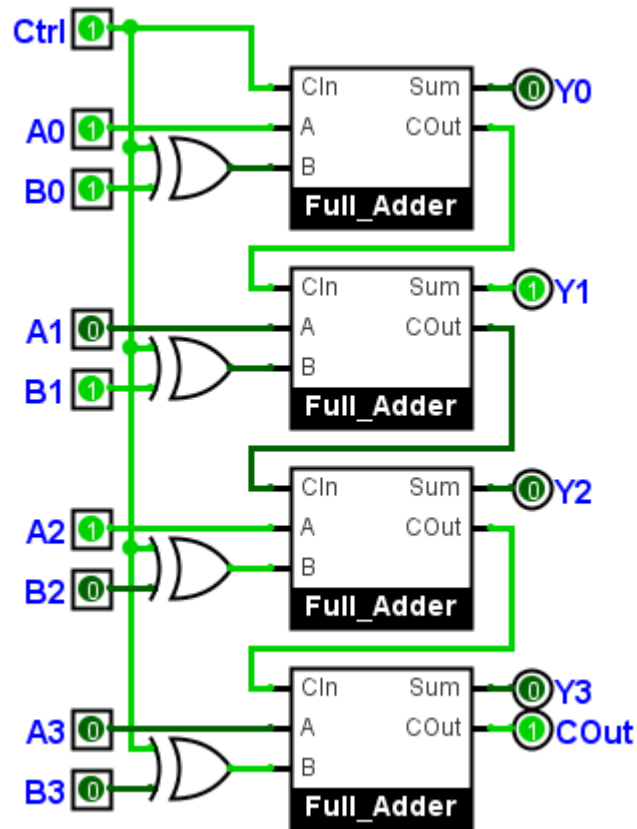 Ctrl 1
CIn Sum 0 Y0
A0 1 A COut
B0 1 B
Full_Adder
CIn Sum 1 Y1
A1 0 A COut
B1 1 B
Full_Adder
CIn Sum 0 Y2
A2 1 A COut
B2 0 B
Full_Adder
CIn Sum 0 Y3
A3 0 A COut 1 COut
B3 0 B
Full_Adder